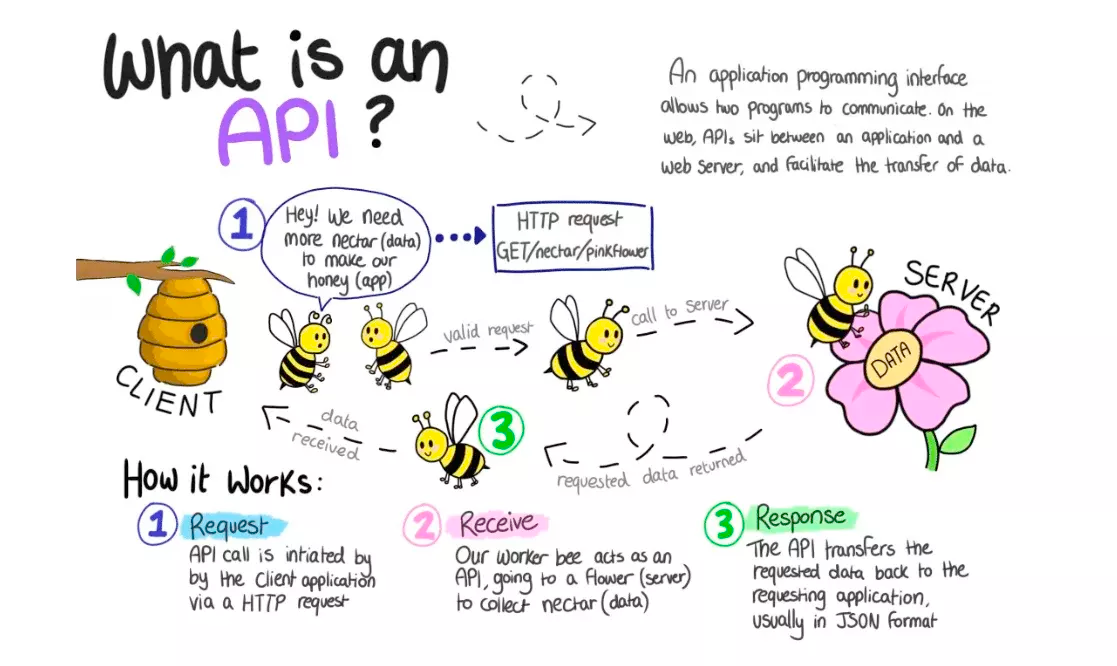 What is an
API?
An application programming interface
allows two programs to communicate. On the
web, APIs sit between an application and a
web server, and facilitate the transfer of data.
1
Hey! We need
more nectar (data)
to make our
honey (app)
HTTP request
GET/nectar/pinkflower
CLIENT
valid request
call to server
SERVER
DATA
2
3
data
received
requested data returned
How it works:
1 Request
API call is intiated by
by the client application
via a HTTP request
2 Receive
Our worker bee acts as an
API, going to a flower (server)
to collect nectar (data)
3 Response
The API transfers the
requested data back to the
requesting application,
usually in JSON format